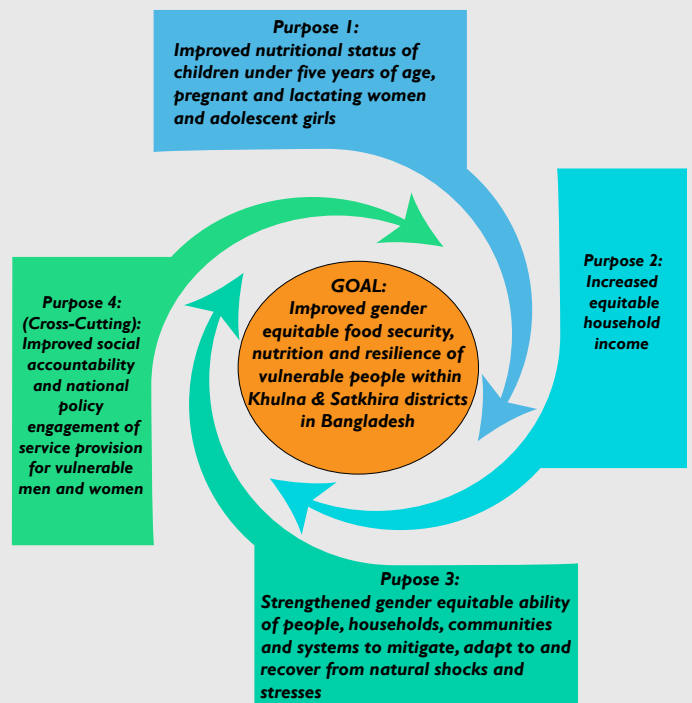 Purpose 1:
Improved nutritional status of
children under five years of age,
pregnant and lactating women
and adolescent girls
Purpose 2:
Increased
equitable
household
income
GOAL:
Improved gender
equitable food security,
nutrition and resilience of
vulnerable people within
Khulna & Satkhira districts
in Bangladesh
Purpose 4:
(Cross-Cutting):
Improved social
accountability
and national
policy
engagement of
service provision
for vulnerable
men and women
Pupose 3:
Strengthened gender equitable ability
of people, households, communities
and systems to mitigate, adapt to and
recover from natural shocks and
stresses